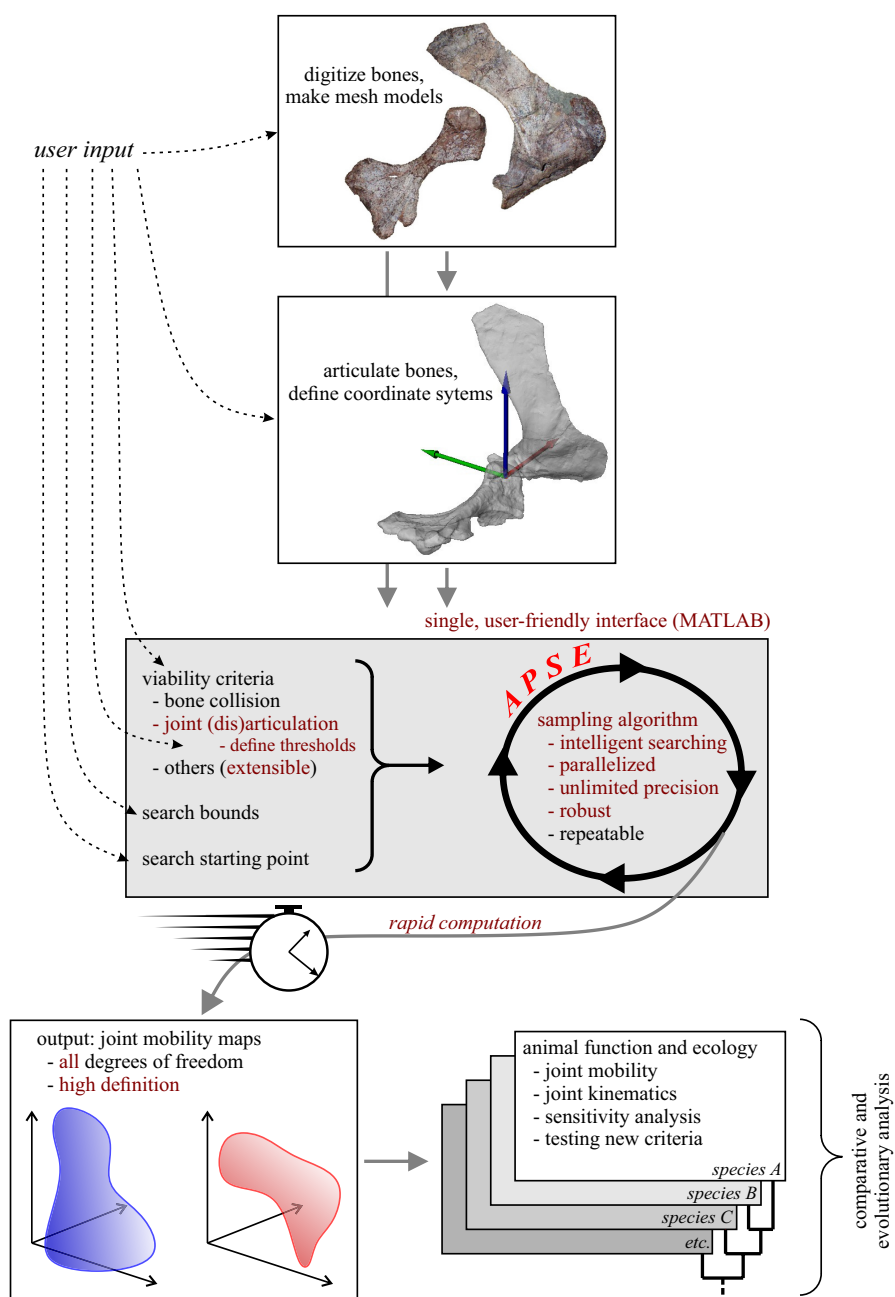 digitize bones,
make mesh models
user input
articulate bones,
define coordinate sytems
single, user-friendly interface (MATLAB)
viability criteria
- bone collision
- joint (dis)articulation
- define thresholds
- others (extensible)
search bounds
search starting point
APSE
sampling algorithm
- intelligent searching
- parallelized
- unlimited precision
- robust
- repeatable
rapid computation
output: joint mobility maps
- all degrees of freedom
- high definition
animal function and ecology
- joint mobility
- joint kinematics
- sensitivity analysis
- testing new criteria
species A
species B
species C
etc.
comparative and
evolutionary analysis